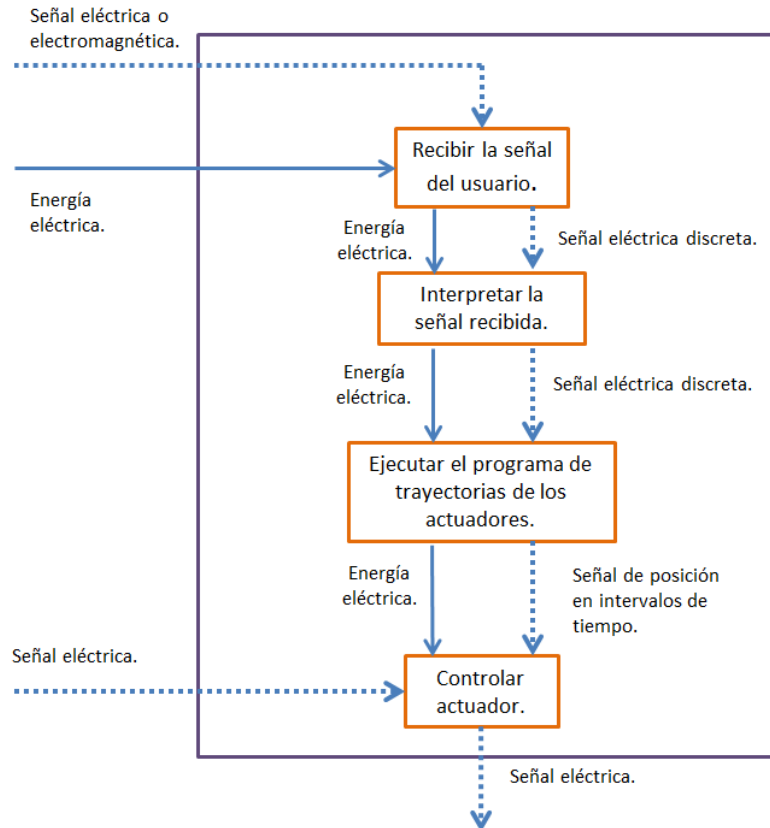 Señal eléctrica o
electromagnética.
Recibir la señal
del usuario.
Energía
eléctrica.
Energía
eléctrica.
Señal eléctrica discreta.
Interpretar la
señal recibida.
Energía
eléctrica.
Señal eléctrica discreta.
Ejecutar el programa de
trayectorias de los
actuadores.
Energía
eléctrica.
Señal de posición
en intervalos de
tiempo.
Señal eléctrica.
Controlar
actuador.
Señal eléctrica.